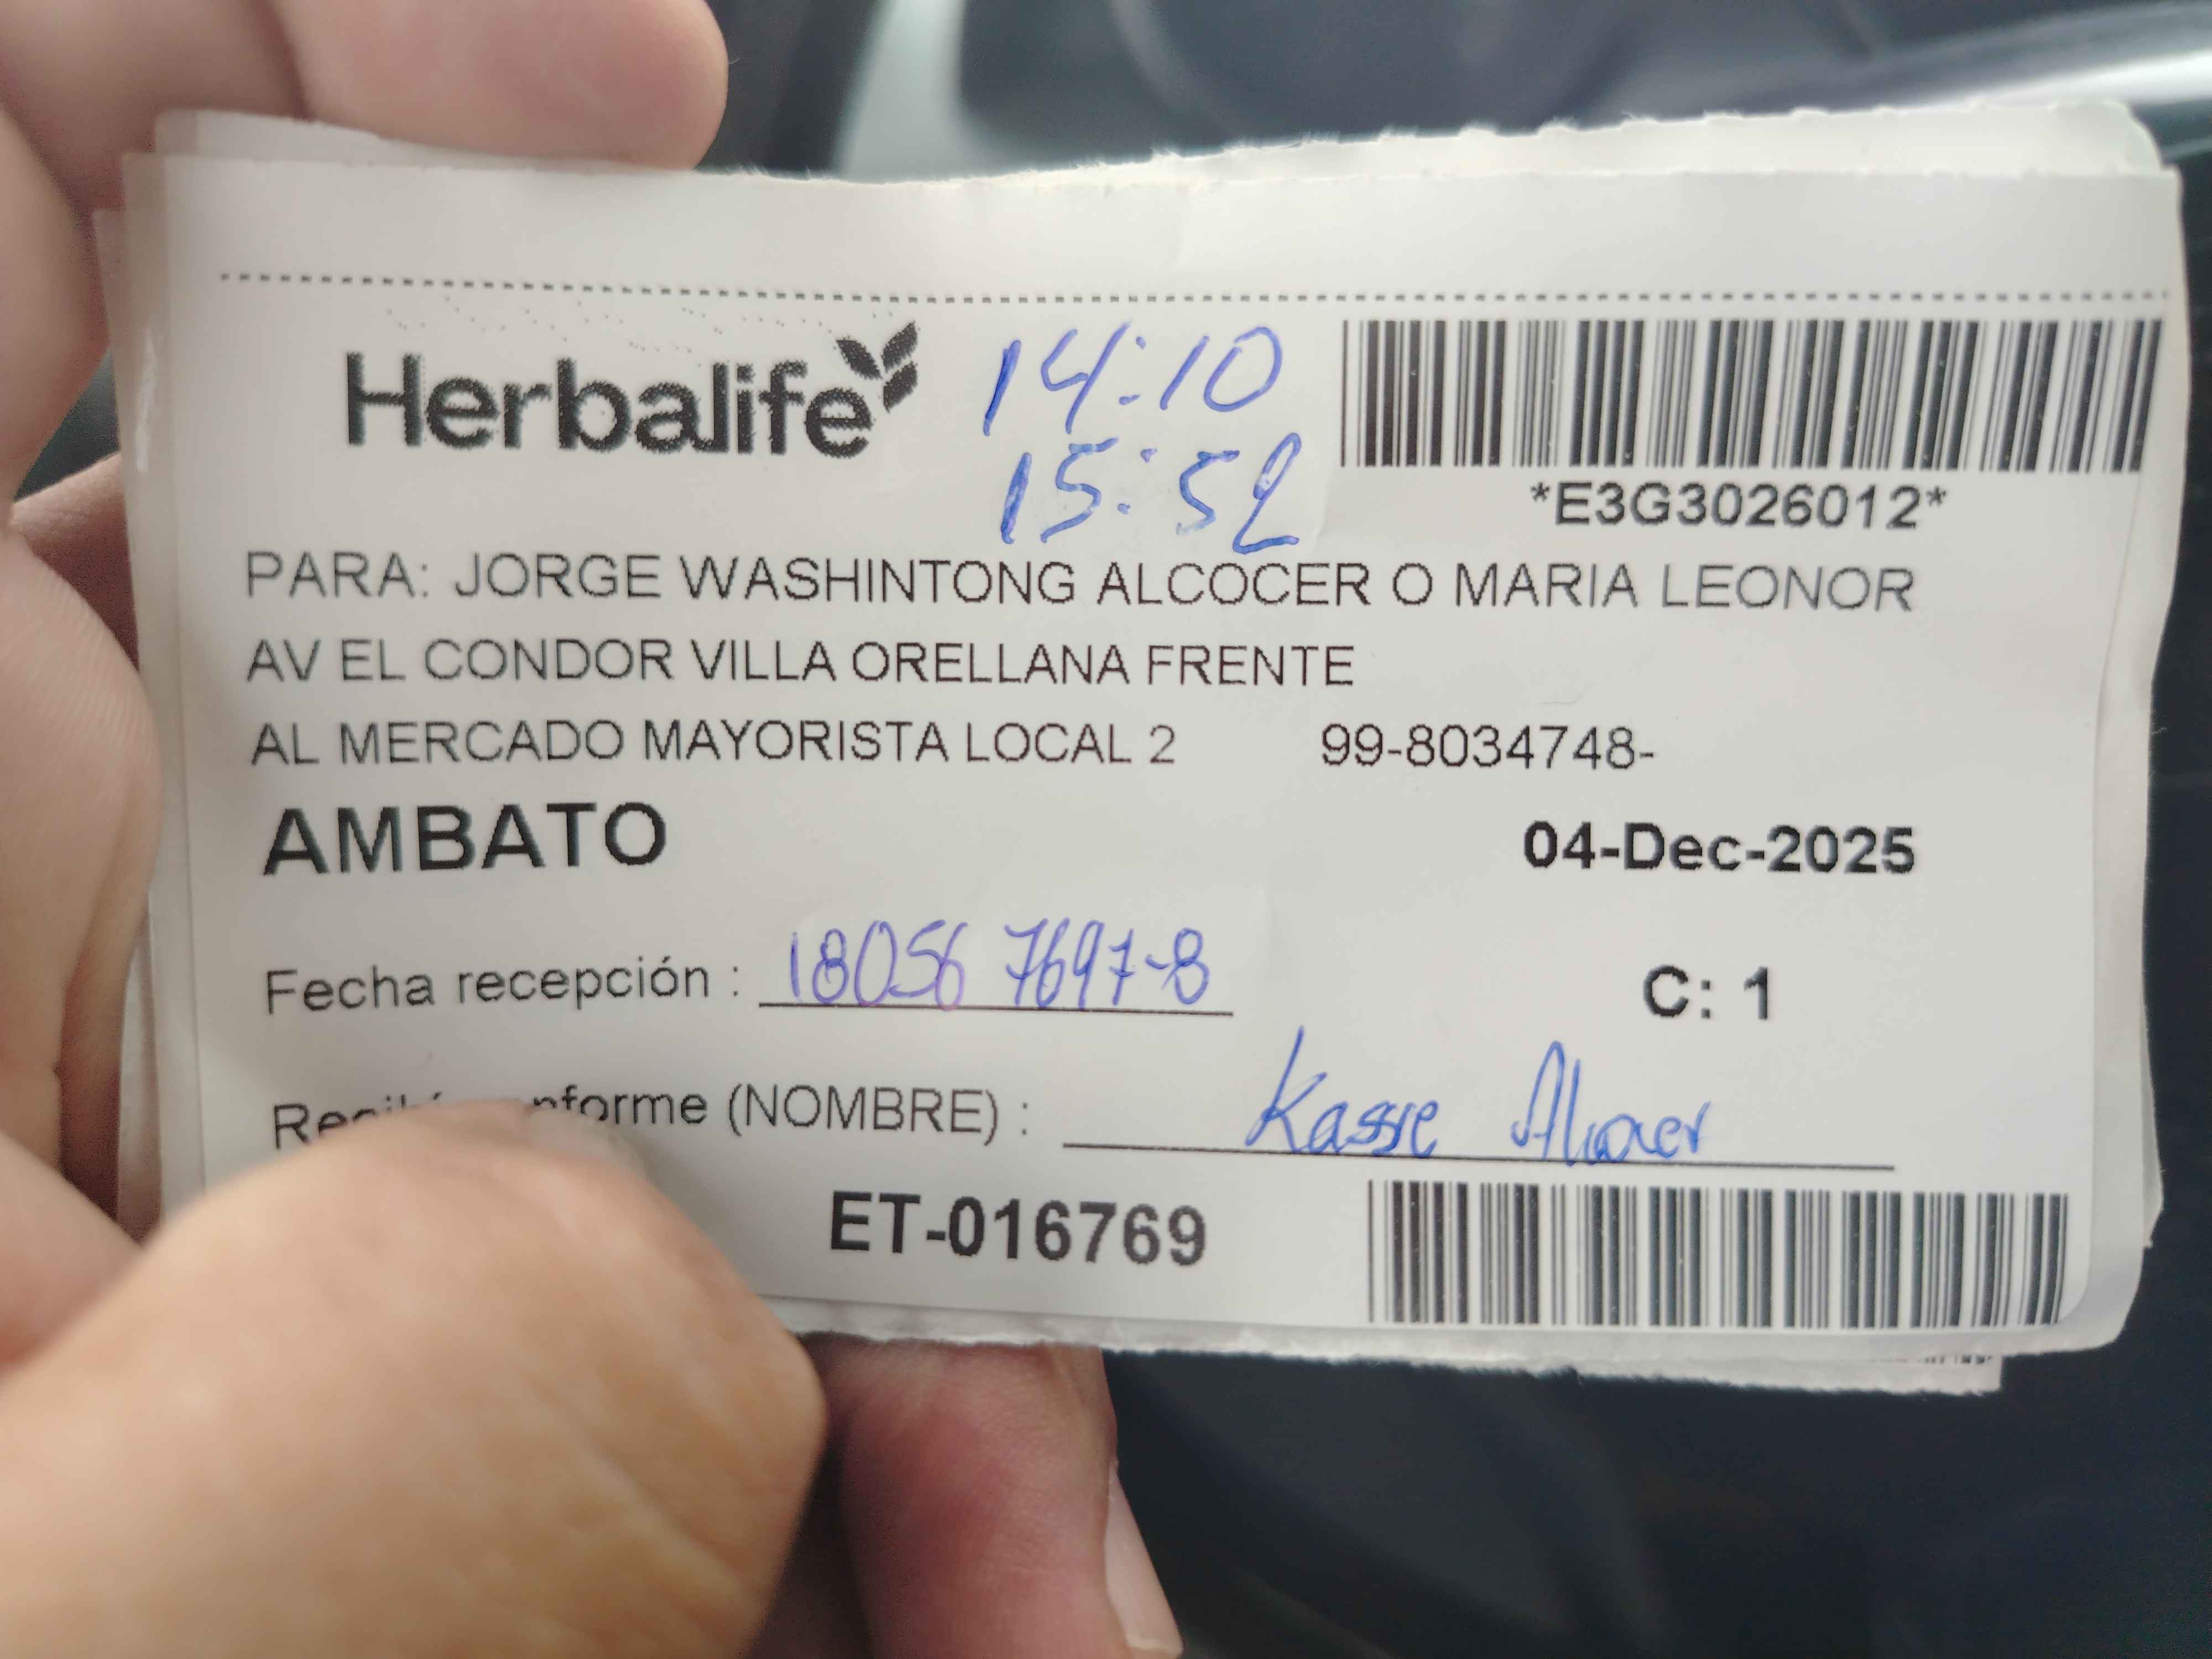 Herbalife
14:10
15:52
*E3G3026012*
PARA: JORGE WASHINTONG ALCOCER O MARIA LEONOR
AV EL CONDOR VILLA ORELLANA FRENTE
AL MERCADO MAYORISTA LOCAL 2 99-8034748-
AMBATO 04-Dec-2025
Fecha recepción : 18056 7697-8 C: 1
(NOMBRE) : Kassie Alcocer
ET-016769